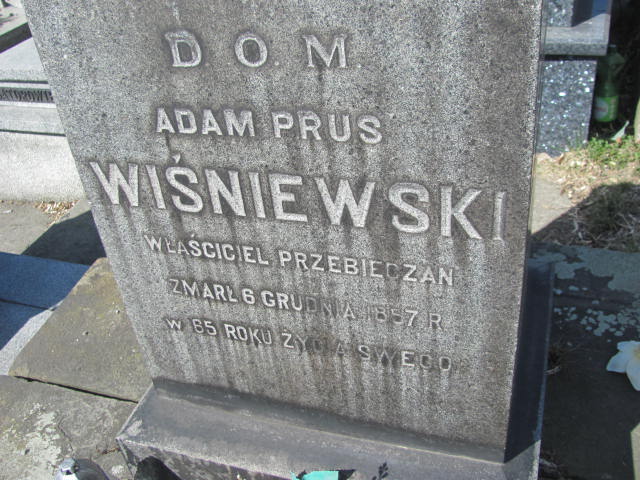 D.O.M.
ADAM PRUS
WIŚNIEWSKI
WŁAŚCICIEL PRZEBIECZAN
ZMARŁ 6 GRUDNIA 1857 R
W 65 ROKU ŻYCIA SWEGO